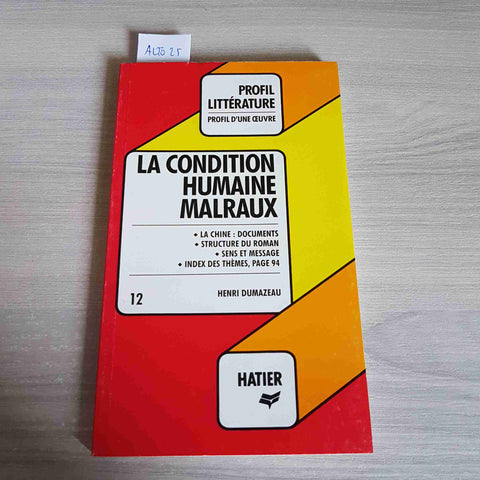 ALTO 25
PROFIL
LITTÉRATURE
PROFIL D'UNE ŒUVRE
LA CONDITION
HUMAINE
MALRAUX
• LA CHINE : DOCUMENTS
• STRUCTURE DU ROMAN
• SENS ET MESSAGE
• INDEX DES THÈMES, PAGE 94
12
HENRI DUMAZEAU
HATIER